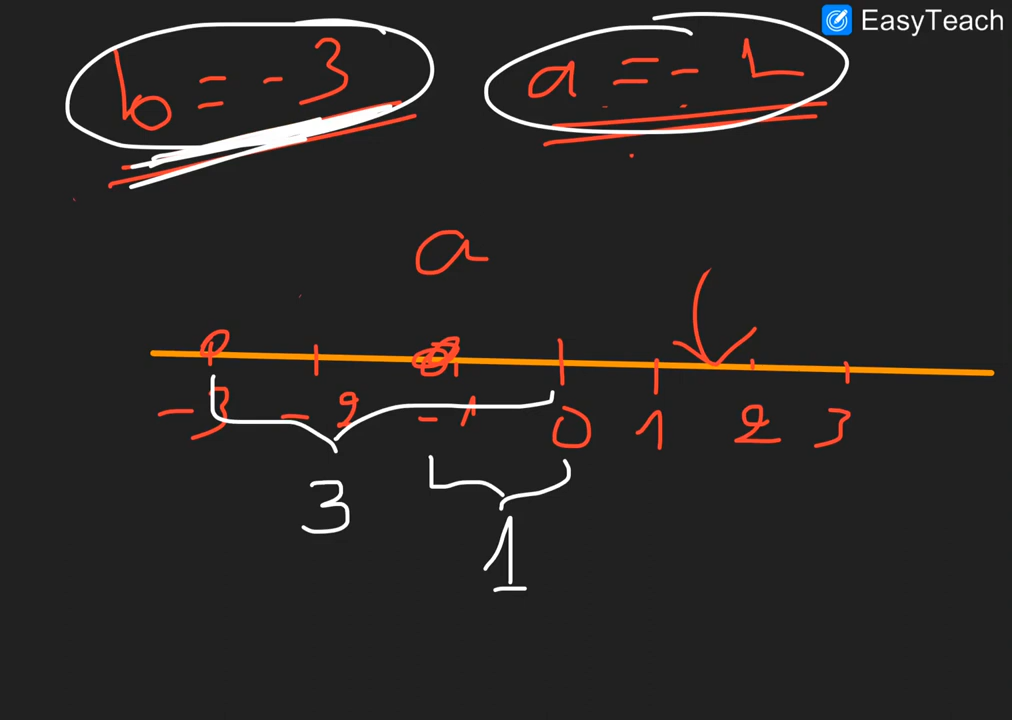 EasyTeach
b = -3 a = -1
a
-3 -2 -1 0 1 2 3
3
1